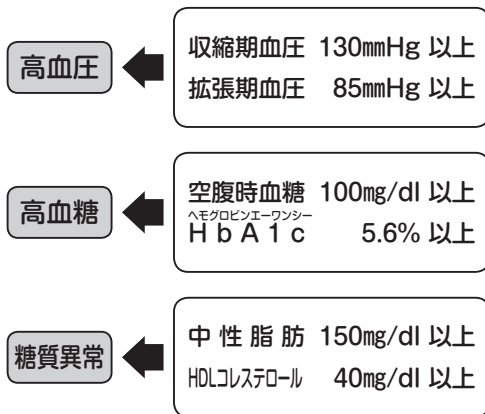 高血圧
収縮期血圧 130mmHg 以上
拡張期血圧 85mmHg 以上
高血糖
空腹時血糖 100mg/dl 以上
ヘモグロビンエーワンシー
HbA1c 5.6% 以上
糖質異常
中性脂肪 150mg/dl 以上
HDLコレステロール 40mg/dl 以上